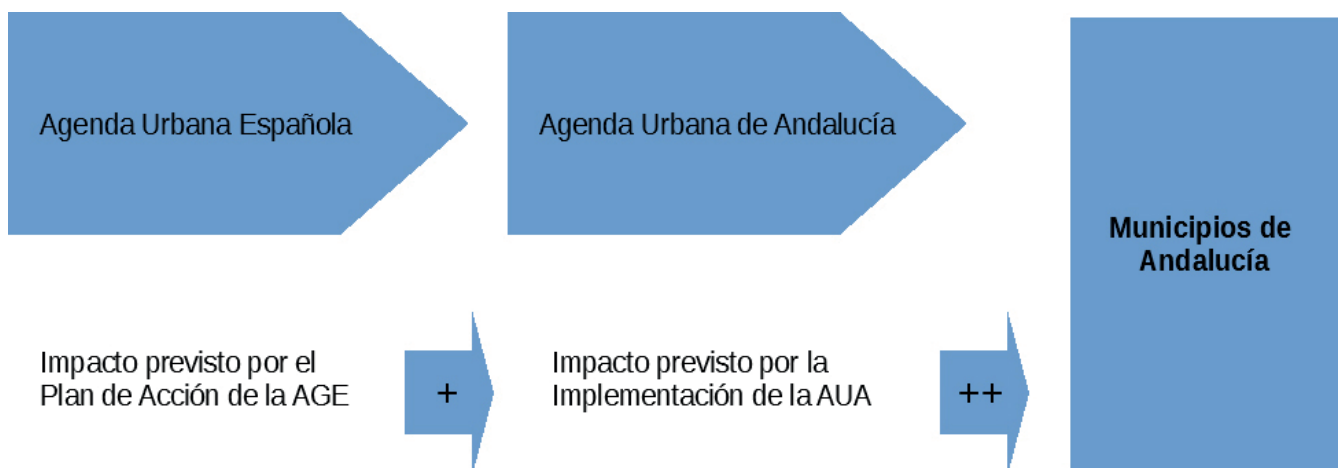 Agenda Urbana Española
Agenda Urbana de Andalucía
Municipios de
Andalucía
Impacto previsto por el
Plan de Acción de la AGE
+
Impacto previsto por la
Implementación de la AUA
++